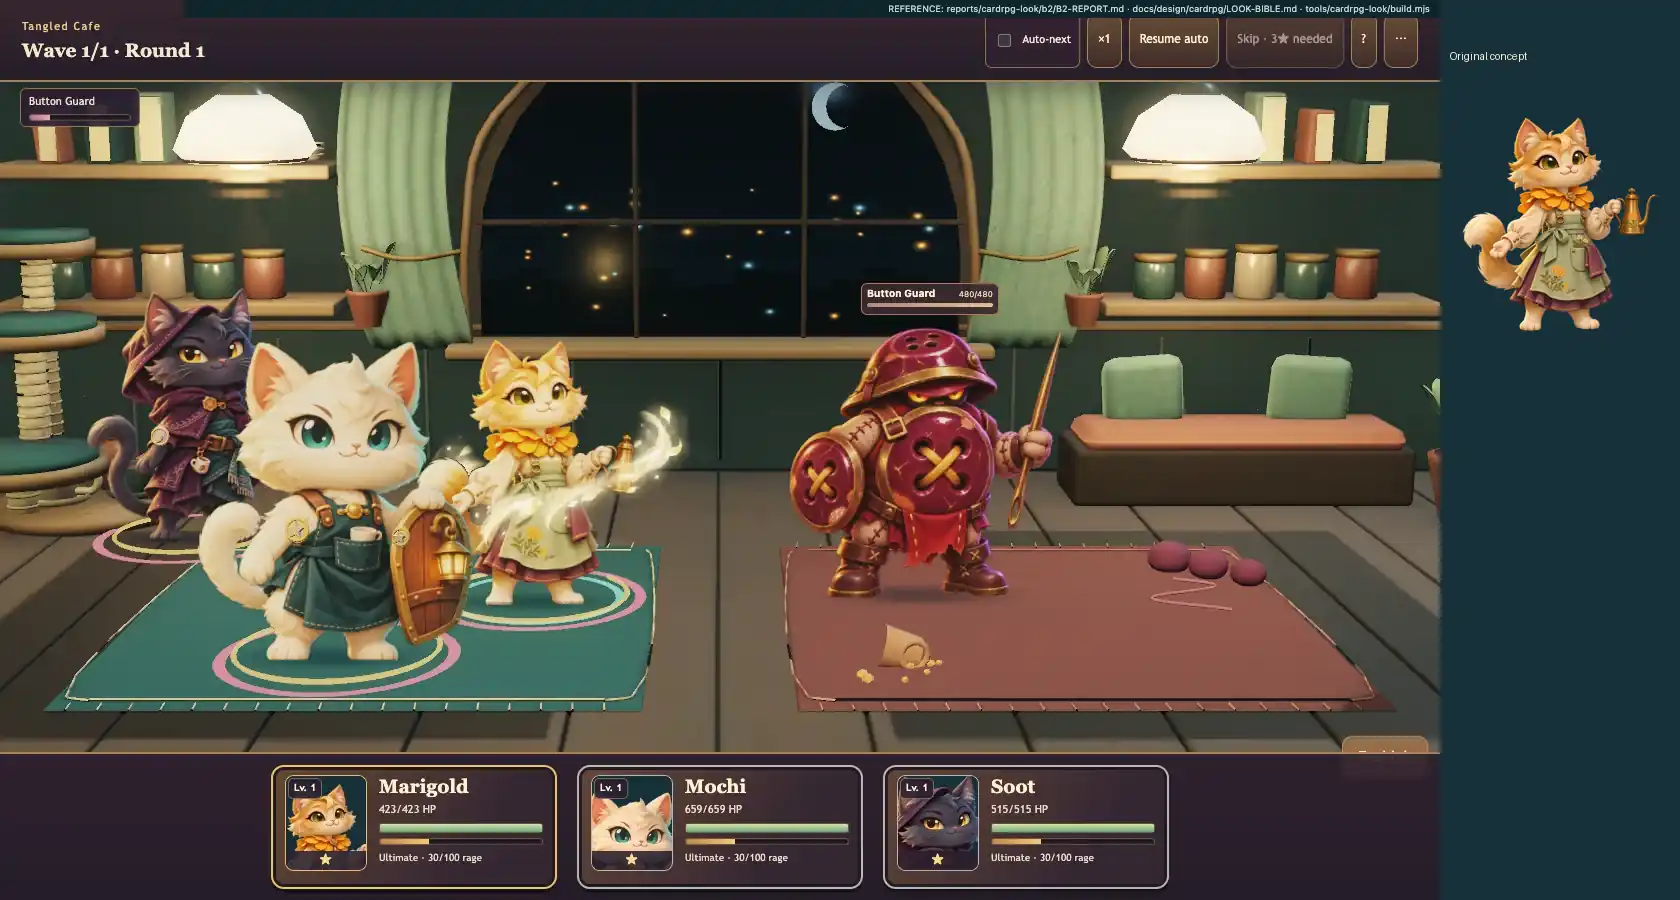 REFERENCE: reports/cardrpg-look/b2/B2-REPORT.md · docs/design/cardrpg/LOOK-BIBLE.md · tools/cardrpg-look/build.mjs
Tangled Cafe
Wave 1/1 · Round 1
Auto-next
×1
Resume auto
Skip · 3★ needed
?
...
Original concept
Button Guard
Button Guard 480/480
Lv. 1
Marigold
423/423 HP
Ultimate · 30/100 rage
Lv. 1
Mochi
659/659 HP
Ultimate · 30/100 rage
Lv. 1
Soot
515/515 HP
Ultimate · 30/100 rage